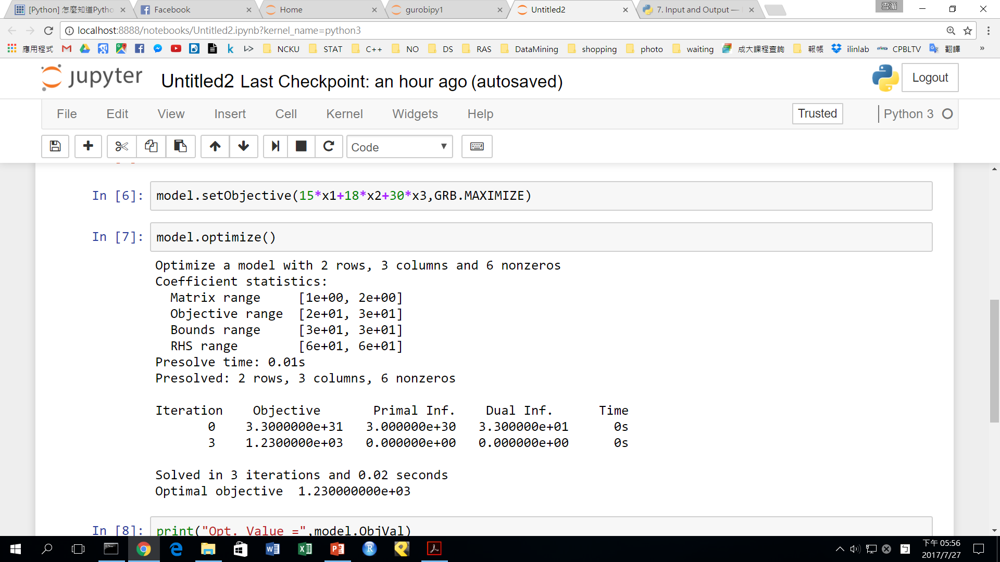 [Python] 怎麼知道Pytho
Facebook
Home
gurobipy1
Untitled2
7. Input and Output —
雪湄
localhost:8888/notebooks/Untitled2.ipynb?kernel_name=python3
應用程式 NCKU STAT C++ NO DS RAS DataMining shopping photo waiting 成大課程查詢 報帳 ilinlab CPBLTV 翻譯 »
jupyter Untitled2 Last Checkpoint: an hour ago (autosaved) Logout
File Edit View Insert Cell Kernel Widgets Help Trusted Python 3
Code
In [6]: model.setObjective(15*x1+18*x2+30*x3,GRB.MAXIMIZE)
In [7]: model.optimize()
Optimize a model with 2 rows, 3 columns and 6 nonzeros
Coefficient statistics:
Matrix range [1e+00, 2e+00]
Objective range [2e+01, 3e+01]
Bounds range [3e+01, 3e+01]
RHS range [6e+01, 6e+01]
Presolve time: 0.01s
Presolved: 2 rows, 3 columns, 6 nonzeros
Iteration Objective Primal Inf. Dual Inf. Time
0 3.3000000e+31 3.000000e+30 3.300000e+01 0s
3 1.2300000e+03 0.000000e+00 0.000000e+00 0s
Solved in 3 iterations and 0.02 seconds
Optimal objective 1.230000000e+03
In [8]: print("Opt. Value =",model.ObjVal)
下午 05:56
2017/7/27